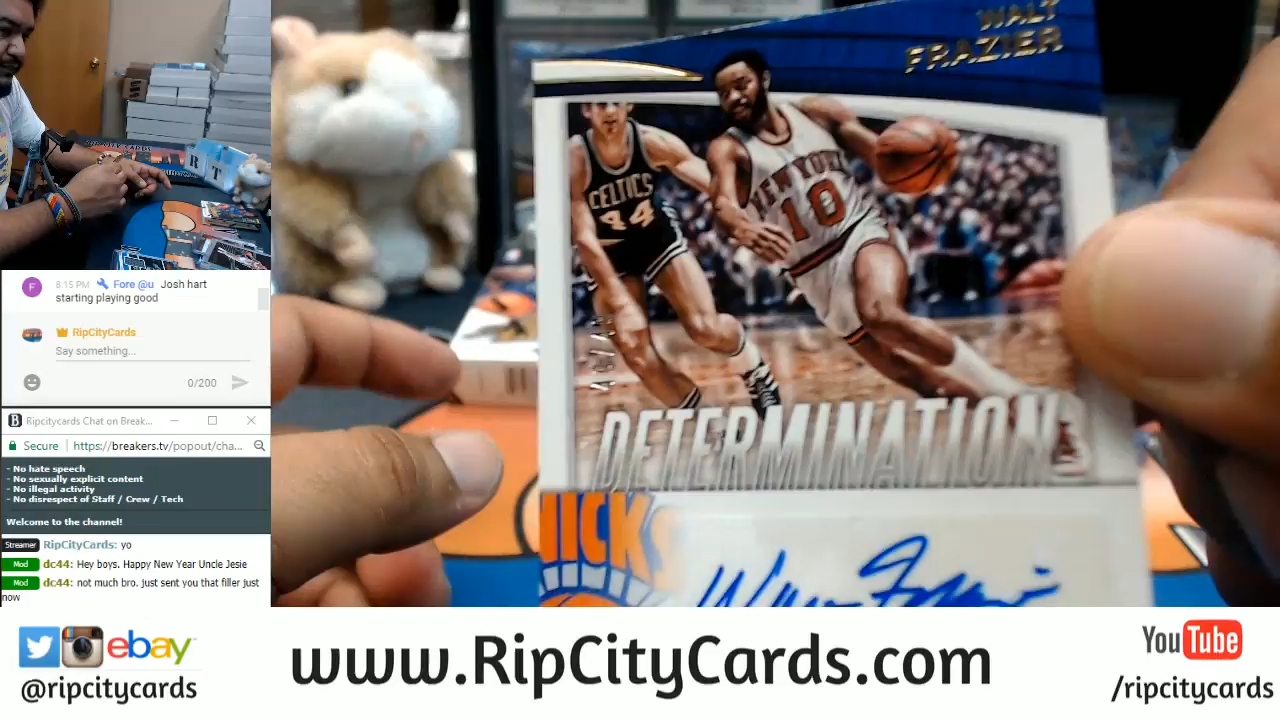 8:15 PM Fore @u Josh hart
starting playing good
RipCityCards
Say something...
0/200
Ripcitycards Chat on Break...
Secure https://breakers.tv/popout/cha...
- No hate speech
- No sexually explicit content
- No illegal activity
- No disrespect of Staff / Crew / Tech
Welcome to the channel!
Streamer RipCityCards: yo
Mod dc44: Hey boys. Happy New Year Uncle Jesie
Mod dc44: not much bro. just sent you that filler just
now
WALT
FRAZIER
CELTICS
44
NEW YORK
10
DETERMINATION
NICKS
Walt Frazier
ebay
@ripcitycards
www.RipCityCards.com
YouTube
/ripcitycards